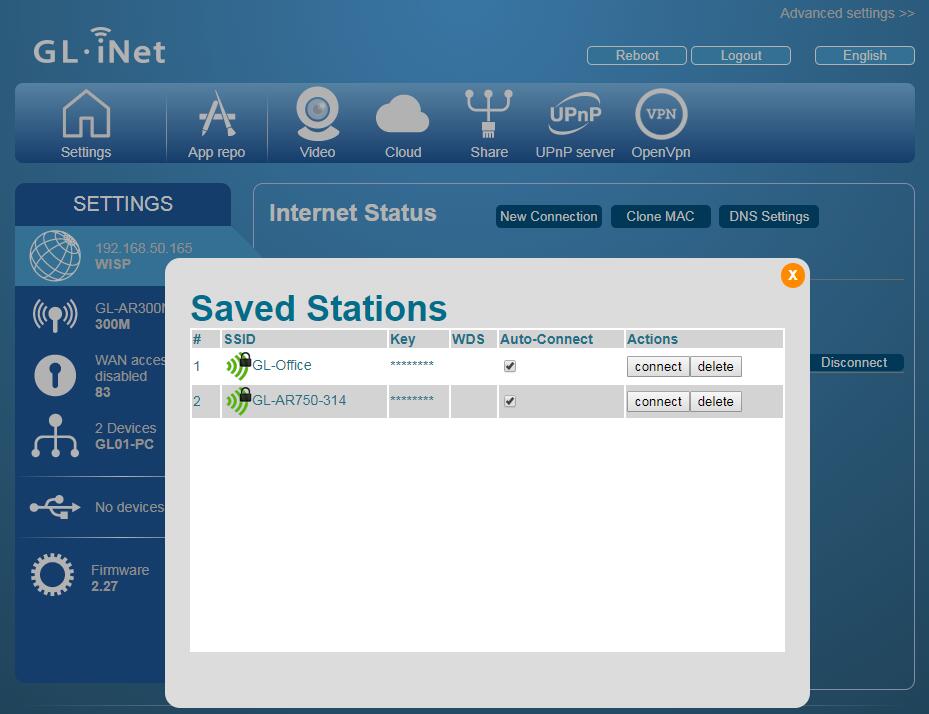 Advanced settings >>
GL·iNet
Reboot Logout English
Settings App repo Video Cloud Share UPnP server OpenVpn
UPnP
VPN
SETTINGS
192.168.50.165
WISP
GL-AR300
300M
WAN acces
disabled
83
2 Devices
GL01-PC
No devices
Firmware
2.27
Internet Status New Connection Clone MAC DNS Settings
Disconnect
X
Saved Stations
# SSID Key WDS Auto-Connect Actions
1 GL-Office ******** connect delete
2 GL-AR750-314 ******** connect delete